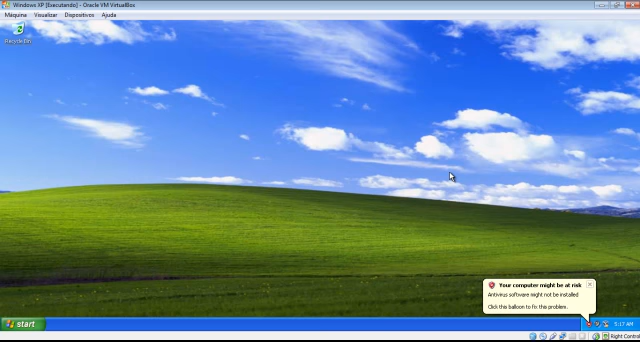 Windows XP [Executando] - Oracle VM VirtualBox
Máquina Visualizar Dispositivos Ajuda
Recycle Bin
Your computer might be at risk
Antivirus software might not be installed
Click this balloon to fix this problem.
start
5:17 AM
Right Control